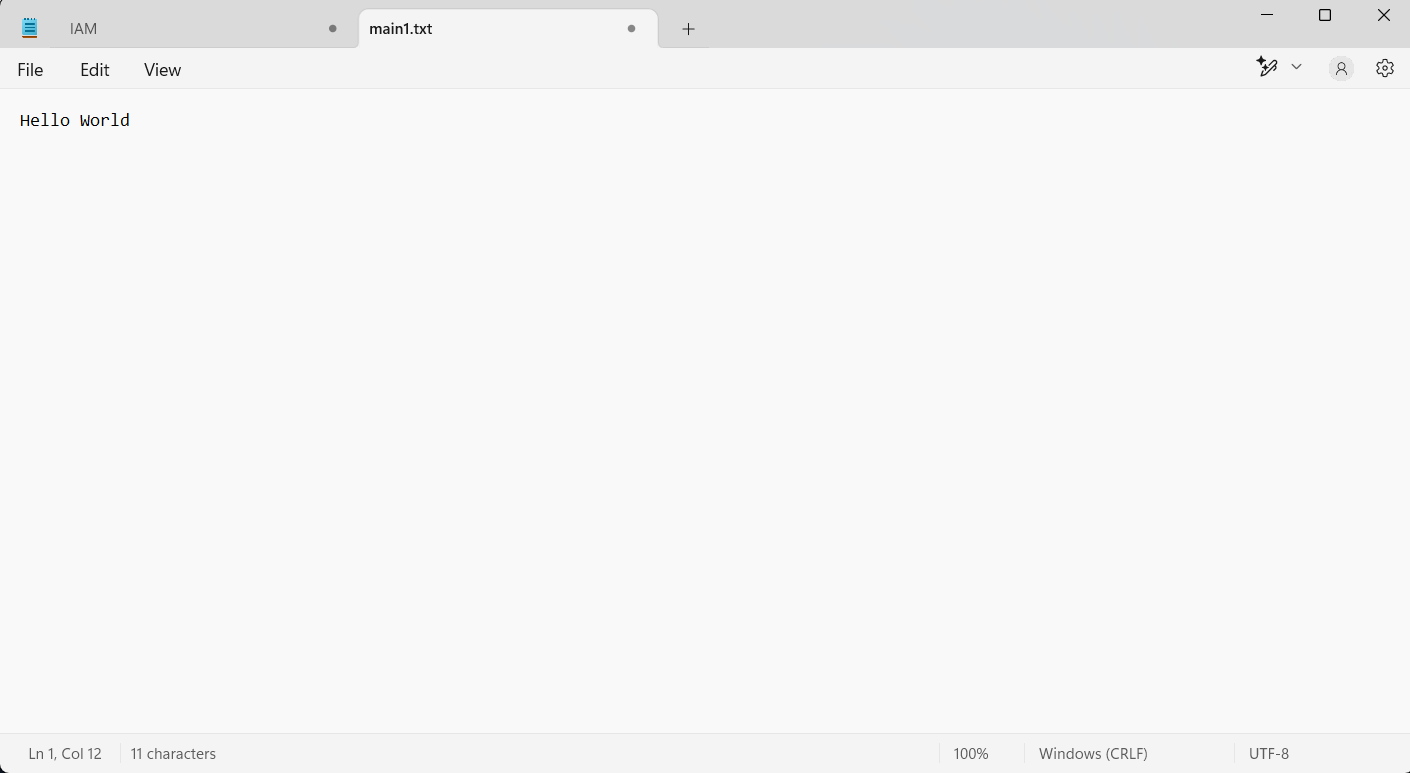 IAM
main1.txt
File Edit View
Hello World
Ln 1, Col 12 11 characters 100% Windows (CRLF) UTF-8